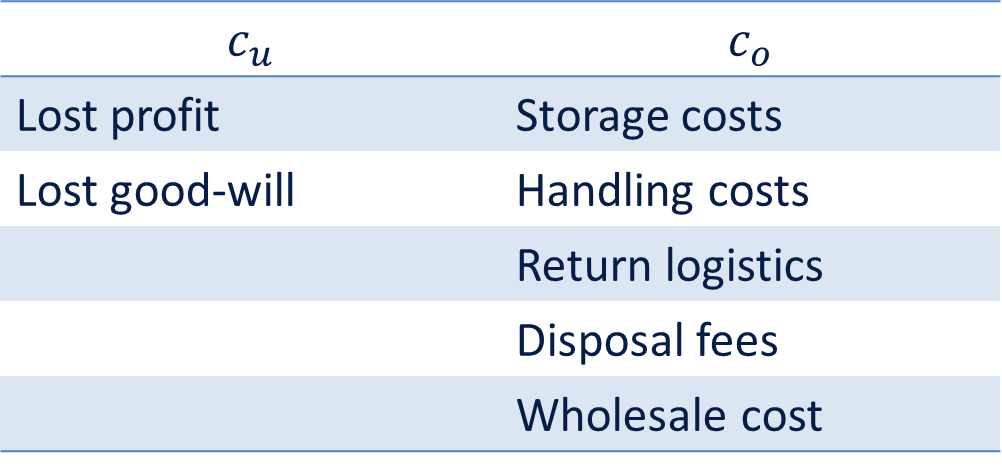 c_u c_o
Lost profit Storage costs
Lost good-will Handling costs
Return logistics
Disposal fees
Wholesale cost